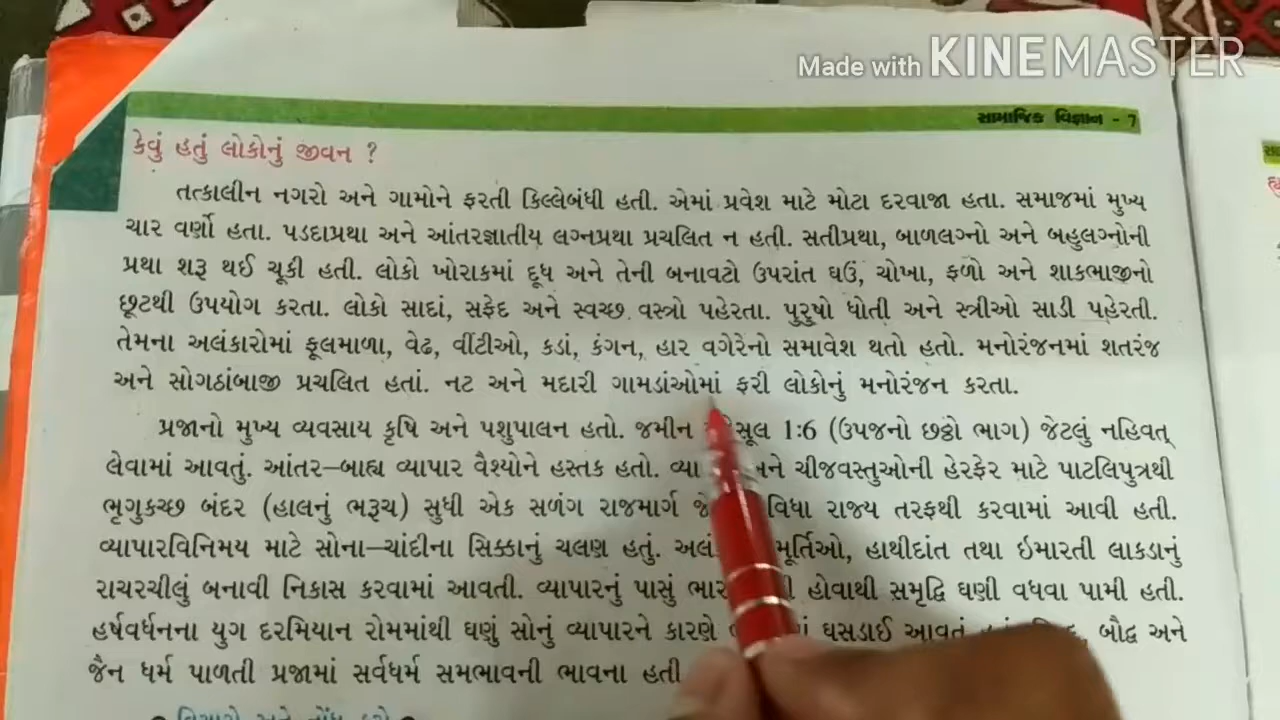 Made with KINEMASTER
સામાજિક વિજ્ઞાન - 7
કેવું હતું લોકોનું જીવન ?
તત્કાલીન નગરો અને ગામોને ફરતી કિલ્લેબંધી હતી. એમાં પ્રવેશ માટે મોટા દરવાજા હતા. સમાજમાં મુખ્ય
ચાર વર્ણો હતા. પડદાપ્રથા અને આંતરજ્ઞાતીય લગ્નપ્રથા પ્રચલિત ન હતી. સતીપ્રથા, બાળલગ્નો અને બહુલગ્નોની
પ્રથા શરૂ થઈ ચૂકી હતી. લોકો ખોરાકમાં દૂધ અને તેની બનાવટો ઉપરાંત ઘઉં, ચોખા, ફળો અને શાકભાજીનો
છૂટથી ઉપયોગ કરતા. લોકો સાદાં, સફેદ અને સ્વચ્છ વસ્ત્રો પહેરતા. પુરુષો ધોતી અને સ્ત્રીઓ સાડી પહેરતી.
તેમના અલંકારોમાં ફૂલમાળા, વેઢ, વીંટીઓ, કડાં, કંગન, હાર વગેરેનો સમાવેશ થતો હતો. મનોરંજનમાં શતરંજ
અને સોગઠાંબાજી પ્રચલિત હતાં. નટ અને મદારી ગામડાંઓમાં ફરી લોકોનું મનોરંજન કરતા.
પ્રજાનો મુખ્ય વ્યવસાય કૃષિ અને પશુપાલન હતો. જમીન 1:6 (ઉપજનો છઠ્ઠો ભાગ) જેટલું નહિવત્
લેવામાં આવતું. આંતર–બાહ્ય વ્યાપાર વૈશ્યોને હસ્તક હતો. અને ચીજવસ્તુઓની હેરફેર માટે પાટલિપુત્રથી
ભૃગુકચ્છ બંદર (હાલનું ભરૂચ) સુધી એક સળંગ રાજમાર્ગ રાજ્ય તરફથી કરવામાં આવી હતી.
વ્યાપારવિનિમય માટે સોના–ચાંદીના સિક્કાનું ચલણ હતું. મૂર્તિઓ, હાથીદાંત તથા ઇમારતી લાકડાનું
રાચરચીલું બનાવી નિકાસ કરવામાં આવતી. વ્યાપારનું પાસું હોવાથી સમૃદ્ધિ ઘણી વધવા પામી હતી.
હર્ષવર્ધનના યુગ દરમિયાન રોમમાંથી ઘણું સોનું વ્યાપારને કારણે ઘસડાઈ બૌદ્ધ અને
જૈન ધર્મ પાળતી પ્રજામાં સર્વધર્મ સમભાવની ભાવના હતી